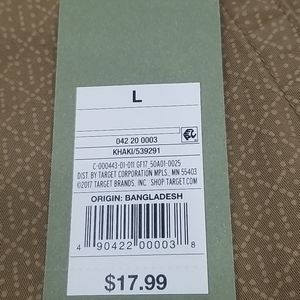 L
042 20 0003
KHAKI/539291
C-000443-01-011 GF17_50A01-0025
DIST. BY TARGET CORPORATION MPLS., MN 55403
©2017 TARGET BRANDS, INC. SHOP TARGET.COM
ORIGIN: BANGLADESH
4 90422 00003 8
$17.99